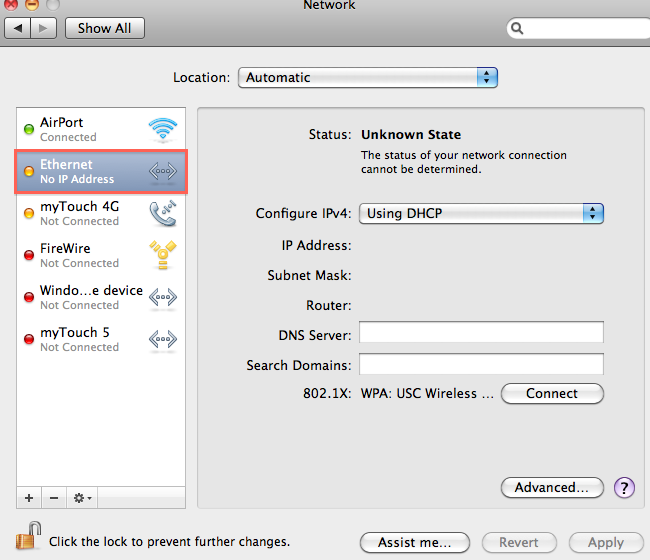 Network
Show All
Location: Automatic
AirPort
Connected
Ethernet
No IP Address
myTouch 4G
Not Connected
FireWire
Not Connected
Windo...e device
Not Connected
myTouch 5
Not Connected
Status: Unknown State
The status of your network connection
cannot be determined.
Configure IPv4: Using DHCP
IP Address:
Subnet Mask:
Router:
DNS Server:
Search Domains:
802.1X: WPA: USC Wireless ... Connect
Advanced... ?
Click the lock to prevent further changes.
Assist me... Revert Apply